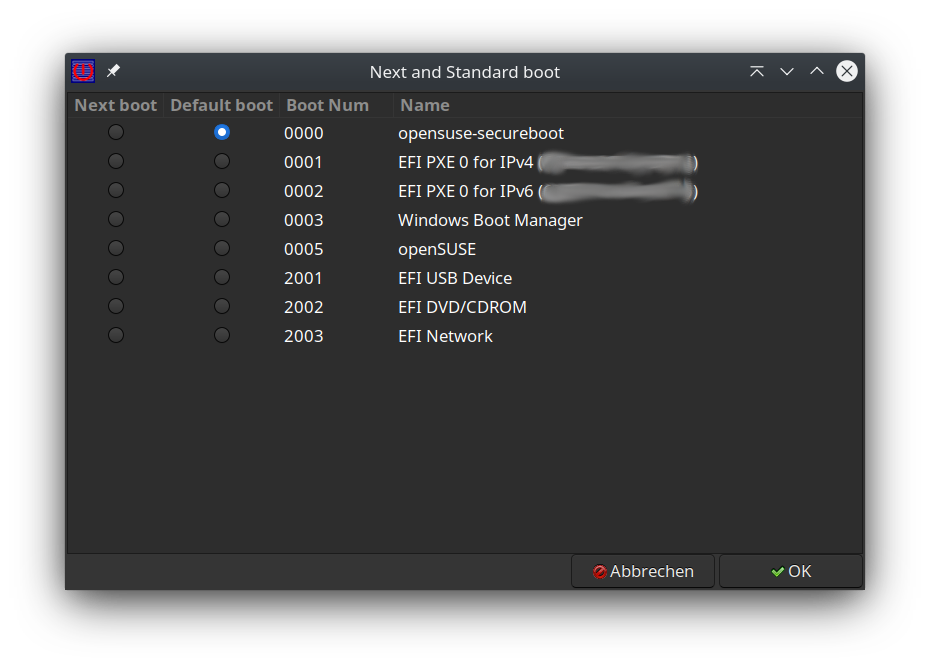 Next and Standard boot
Next boot Default boot Boot Num Name
0000 opensuse-secureboot
0001 EFI PXE 0 for IPv4 ( )
0002 EFI PXE 0 for IPv6 ( )
0003 Windows Boot Manager
0005 openSUSE
2001 EFI USB Device
2002 EFI DVD/CDROM
2003 EFI Network
Abbrechen OK